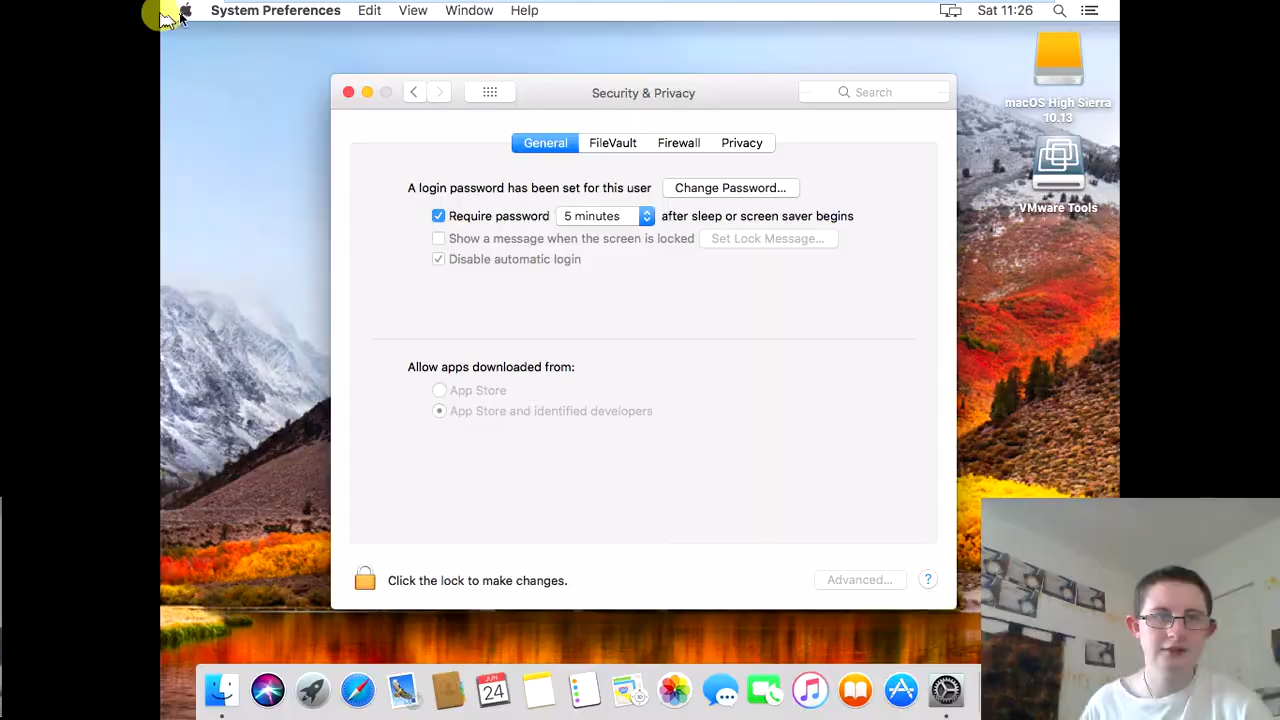 System Preferences Edit View Window Help Sat 11:26
macOS High Sierra
10.13
VMware Tools
Security & Privacy Search
General FileVault Firewall Privacy
A login password has been set for this user Change Password...
Require password 5 minutes after sleep or screen saver begins
Show a message when the screen is locked Set Lock Message...
Disable automatic login
Allow apps downloaded from:
App Store
App Store and identified developers
Click the lock to make changes. Advanced... ?
JUN
24